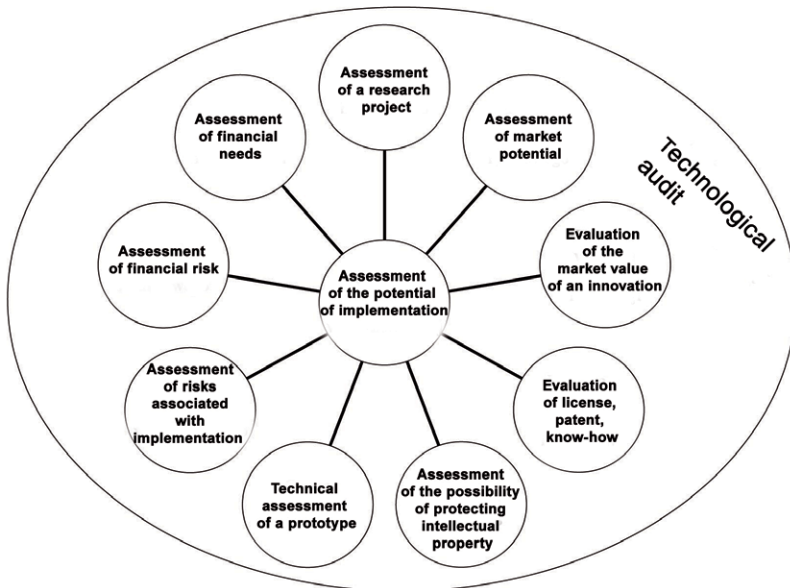 Assessment
of a research
project
Assessment
of market
potential
Technological
audit
Evaluation
of the
market value
of an innovation
Evaluation
of license,
patent,
know-how
Assessment
of the possibility
of protecting
intellectual
property
Technical
assessment
of a prototype
Assessment
of risks
associated
with
implementation
Assessment
of financial risk
Assessment
of financial
needs
Assessment
of the potential
of implementation